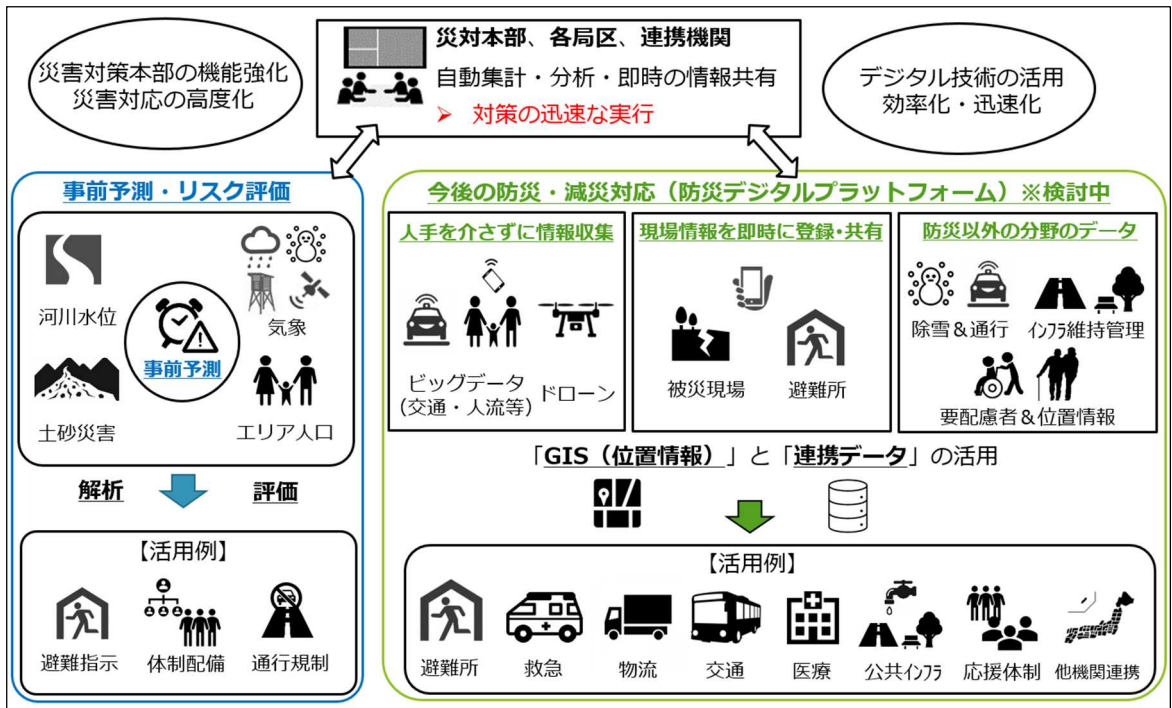 災害対策本部の機能強化
災害対応の高度化
災対本部、各局区、連携機関
自動集計・分析・即時の情報共有
➢ 対策の迅速な実行
デジタル技術の活用
効率化・迅速化
事前予測・リスク評価
河川水位
気象
事前予測
土砂災害
エリア人口
解析
評価
【活用例】
避難指示
体制配備
通行規制
今後の防災・減災対応（防災デジタルプラットフォーム）※検討中
人手を介さずに情報収集
ビッグデータ
(交通・人流等)
ドローン
現場情報を即時に登録・共有
被災現場
避難所
防災以外の分野のデータ
除雪＆通行
ｲﾝﾌﾗ維持管理
要配慮者＆位置情報
「GIS（位置情報）」と「連携データ」の活用
【活用例】
避難所
救急
物流
交通
医療
公共ｲﾝﾌﾗ
応援体制
他機関連携